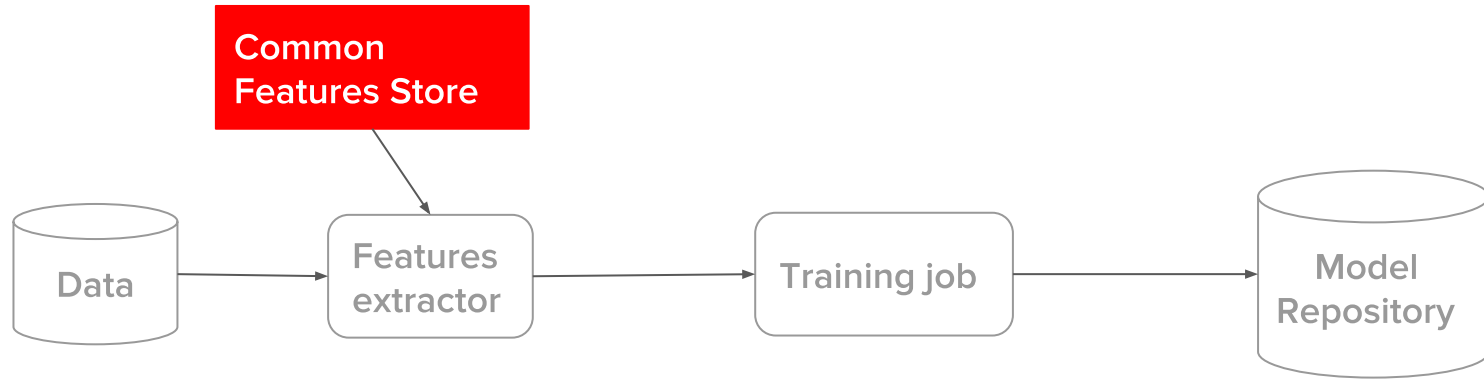 Common
Features Store
Data
Features
extractor
Training job
Model
Repository